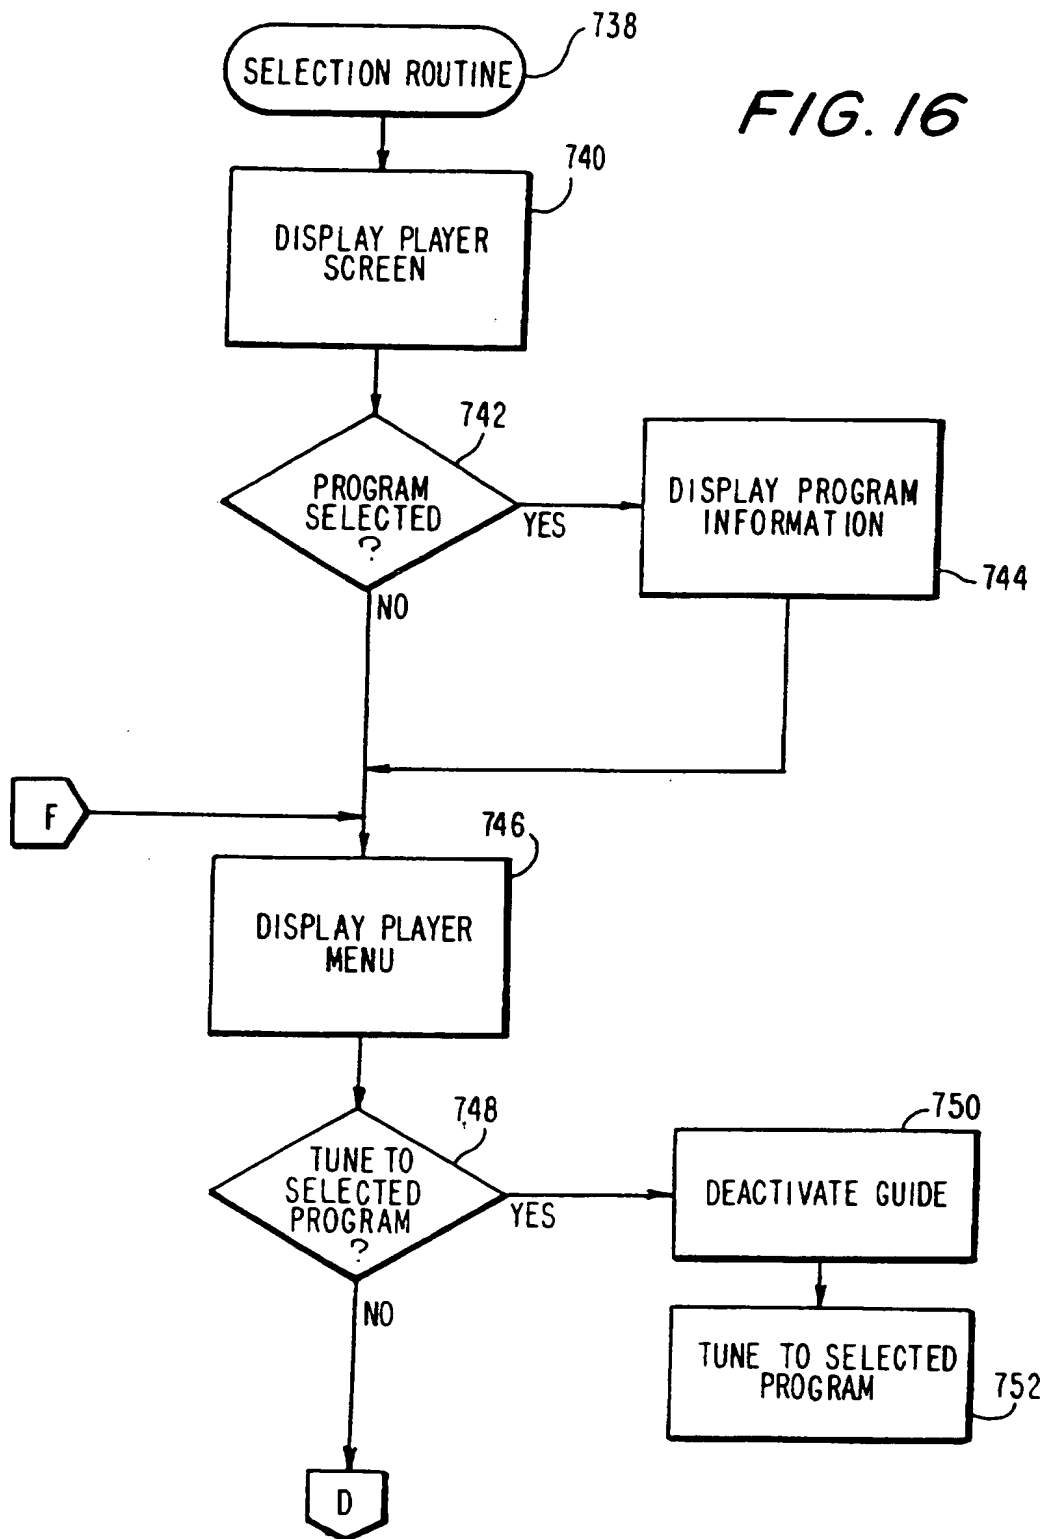 738
SELECTION ROUTINE
FIG. 16
740
DISPLAY PLAYER
SCREEN
742
PROGRAM
SELECTED
?
YES
NO
DISPLAY PROGRAM
INFORMATION
744
F
746
DISPLAY PLAYER
MENU
748
TUNE TO
SELECTED
PROGRAM
?
YES
NO
750
DEACTIVATE GUIDE
TUNE TO SELECTED
PROGRAM
752
D